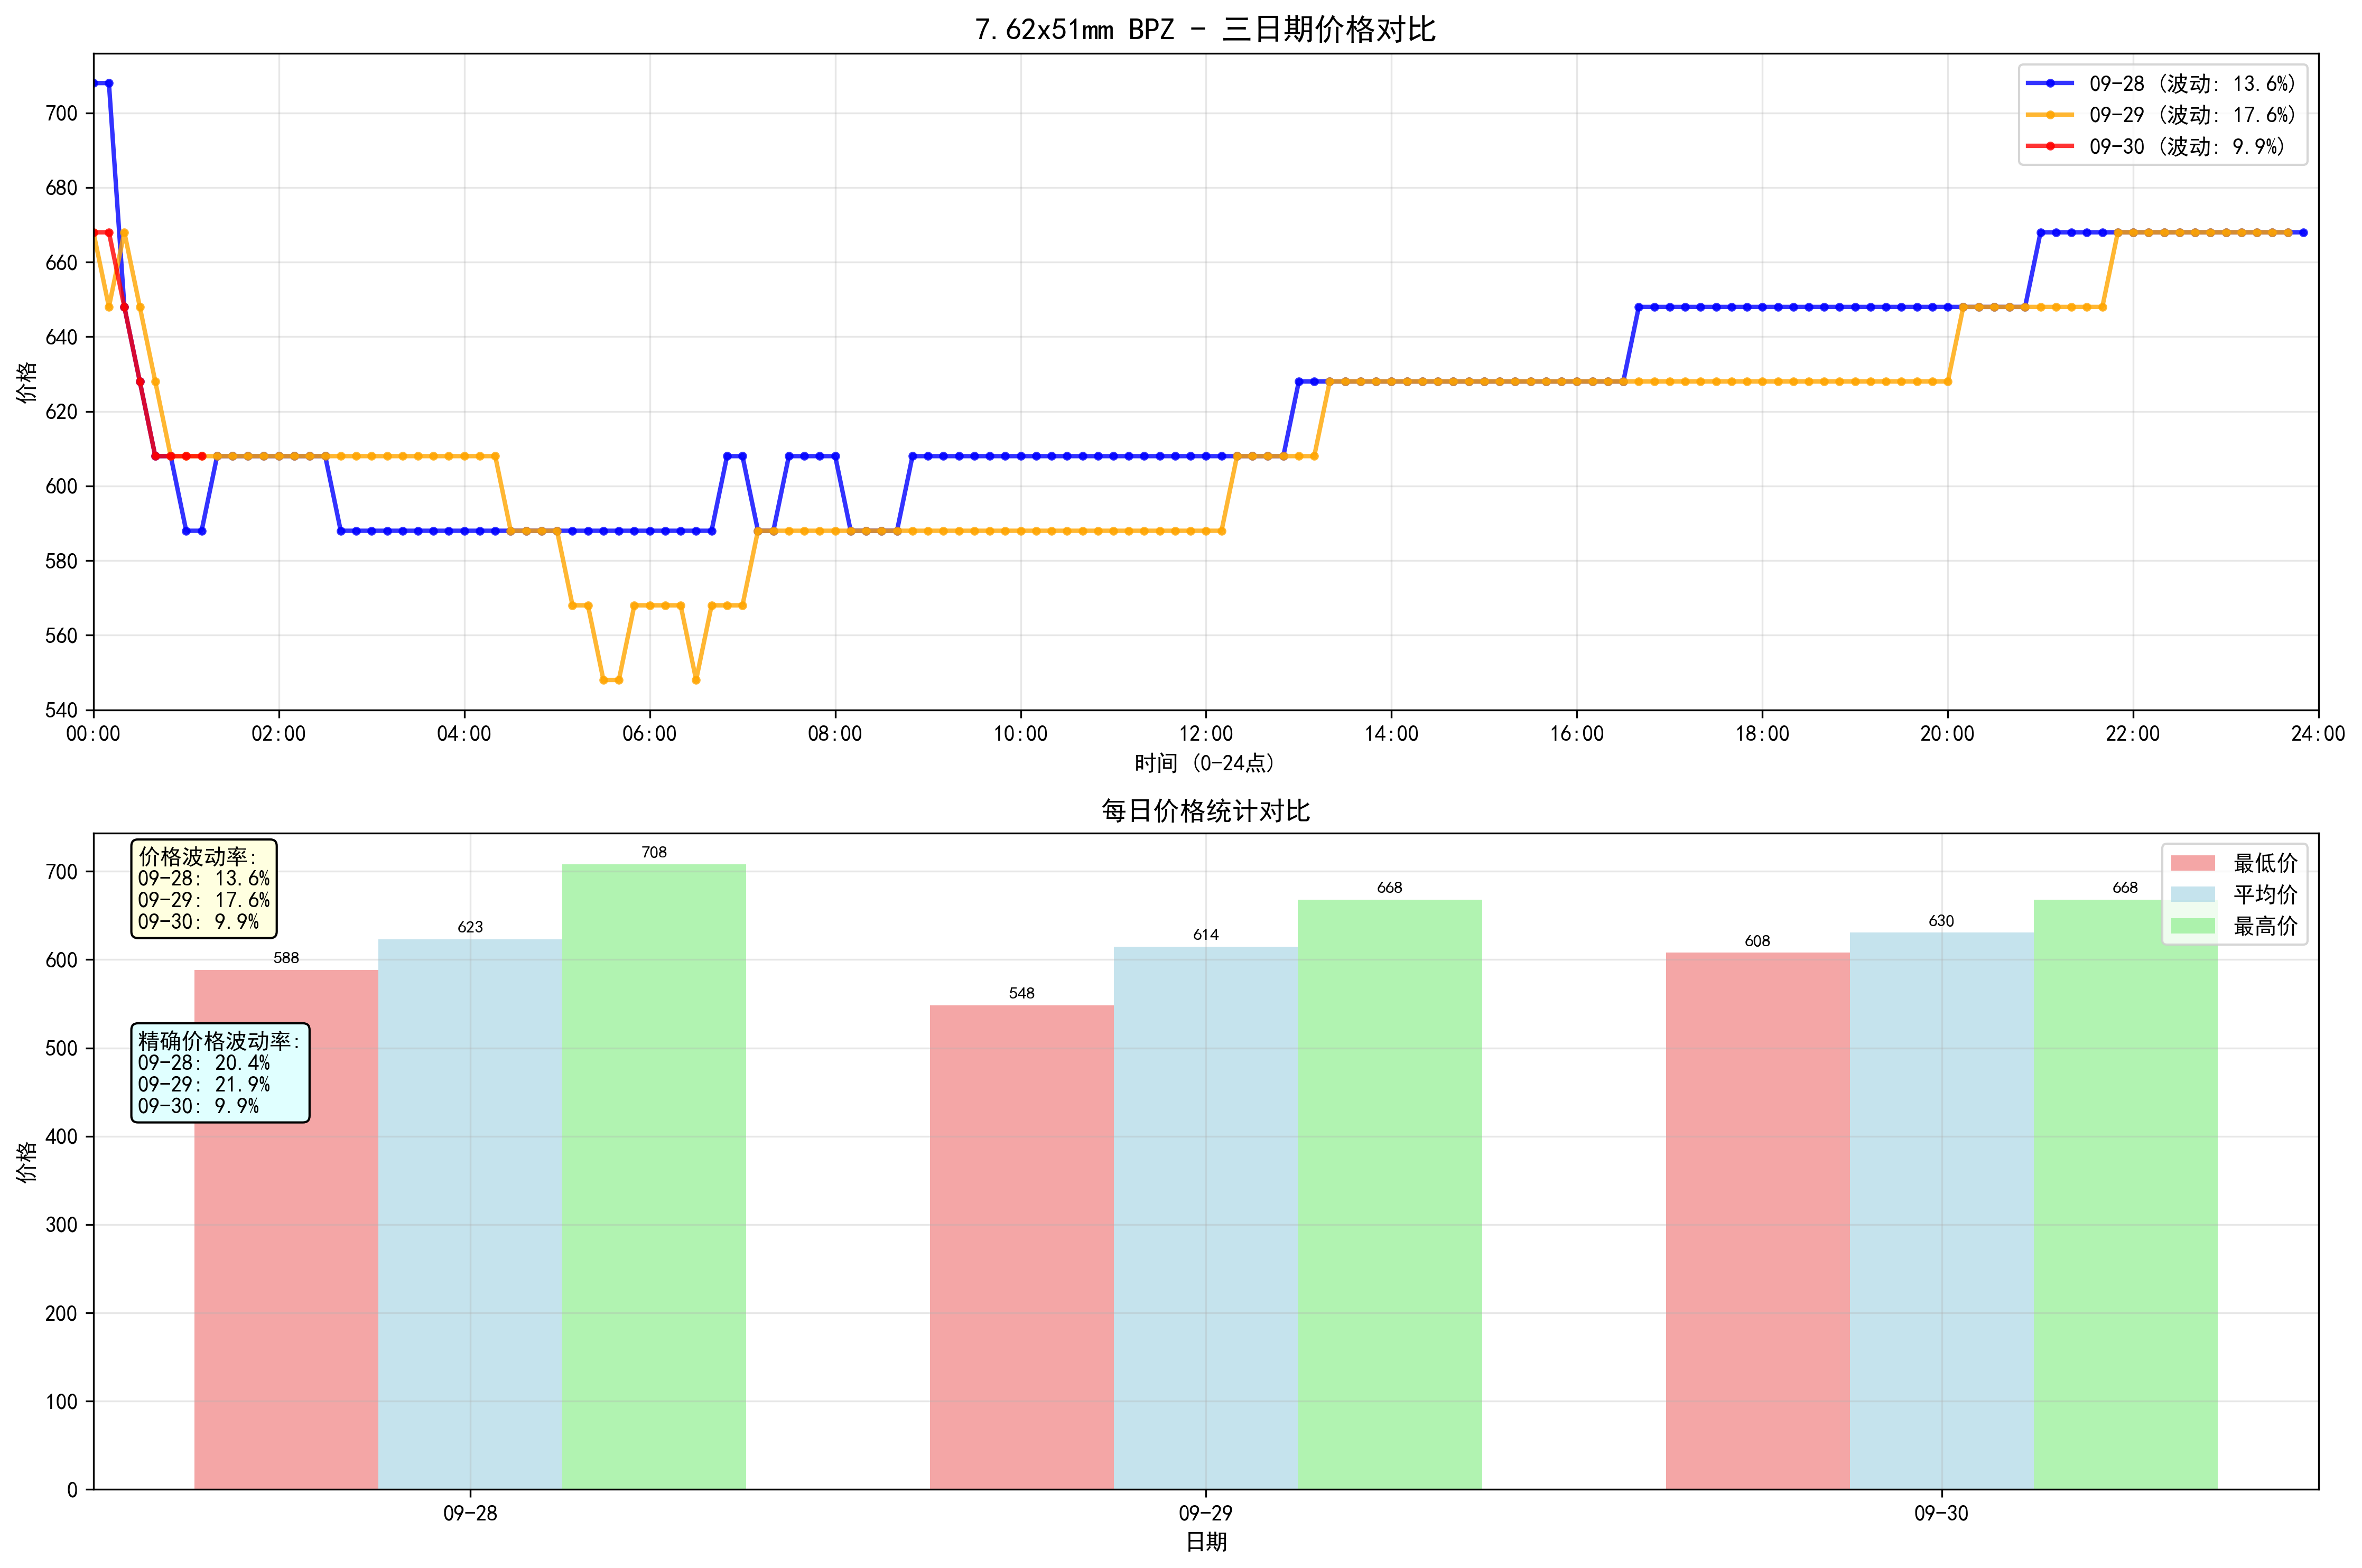 7.62x51mm BPZ - 三日期价格对比
09-28 (波动: 13.6%)
09-29 (波动: 17.6%)
09-30 (波动: 9.9%)
价格
700
680
660
640
620
600
580
560
540
00:00 02:00 04:00 06:00 08:00 10:00 12:00 14:00 16:00 18:00 20:00 22:00 24:00
时间 (0-24点)
每日价格统计对比
价格波动率:
09-28: 13.6%
09-29: 17.6%
09-30: 9.9%
精确价格波动率:
09-28: 20.4%
09-29: 21.9%
09-30: 9.9%
最低价
平均价
最高价
588 623 708
548 614 668
608 630 668
价格
700
600
500
400
300
200
100
0
09-28 09-29 09-30
日期